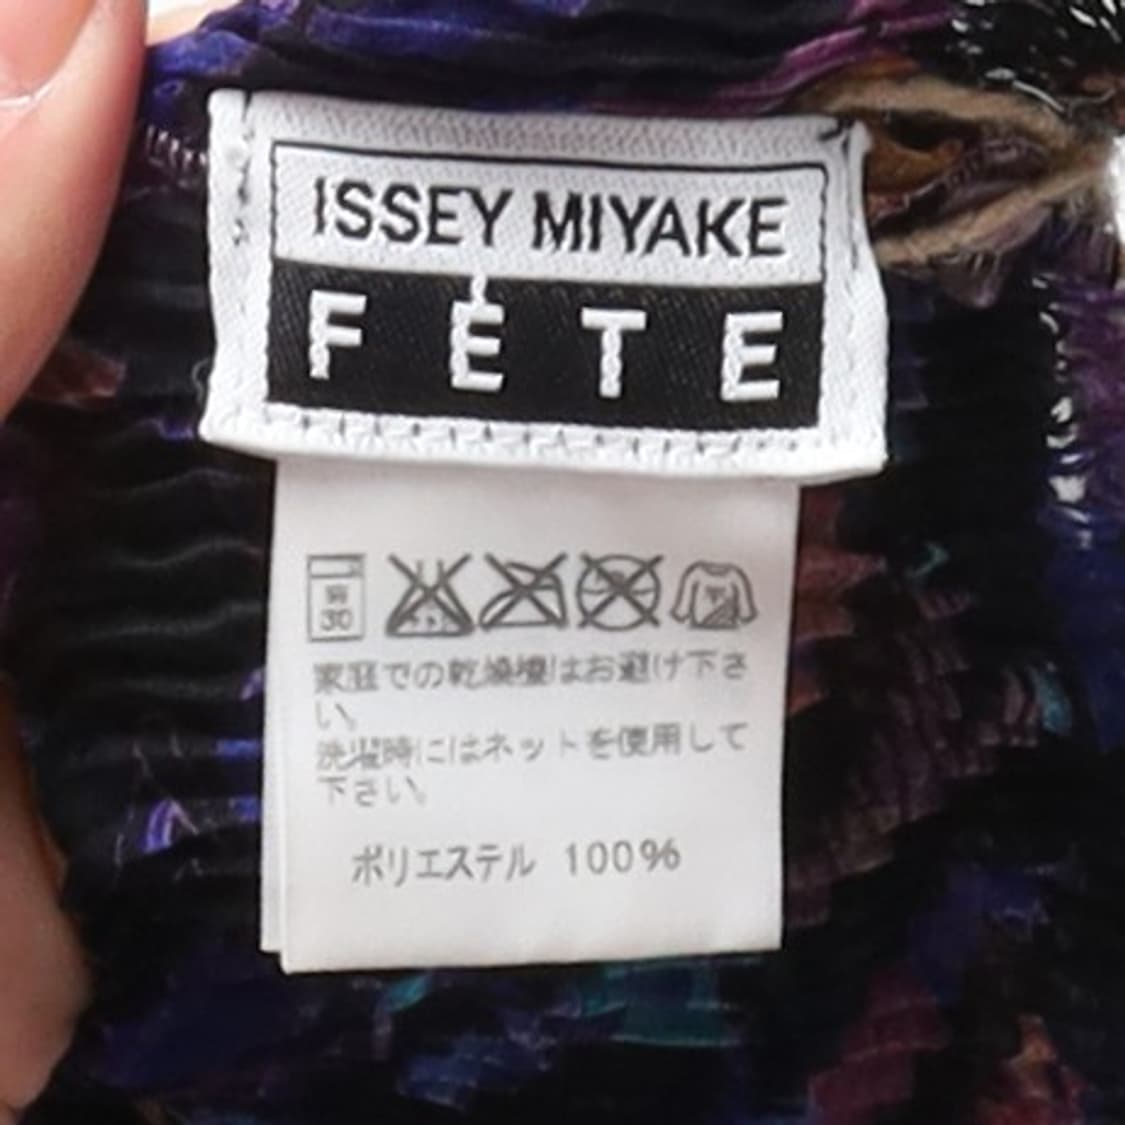 ISSEY MIYAKE
FÊTE
弱
30
平
家庭での乾燥機はお避け下さ
い。
洗濯時にはネットを使用して
下さい。
ポリエステル 100%